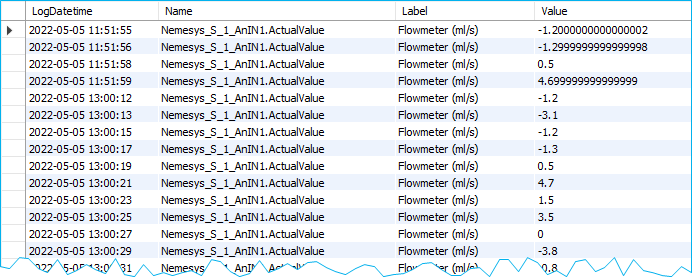 LogDatetime Name Label Value
2022-05-05 11:51:55 Nemesys_S_1_AnIN1.ActualValue Flowmeter (ml/s) -1.2000000000000002
2022-05-05 11:51:56 Nemesys_S_1_AnIN1.ActualValue Flowmeter (ml/s) -1.2999999999999998
2022-05-05 11:51:58 Nemesys_S_1_AnIN1.ActualValue Flowmeter (ml/s) 0.5
2022-05-05 11:51:59 Nemesys_S_1_AnIN1.ActualValue Flowmeter (ml/s) 4.699999999999999
2022-05-05 13:00:12 Nemesys_S_1_AnIN1.ActualValue Flowmeter (ml/s) -1.2
2022-05-05 13:00:13 Nemesys_S_1_AnIN1.ActualValue Flowmeter (ml/s) -3.1
2022-05-05 13:00:15 Nemesys_S_1_AnIN1.ActualValue Flowmeter (ml/s) -1.2
2022-05-05 13:00:17 Nemesys_S_1_AnIN1.ActualValue Flowmeter (ml/s) -1.3
2022-05-05 13:00:19 Nemesys_S_1_AnIN1.ActualValue Flowmeter (ml/s) 0.5
2022-05-05 13:00:21 Nemesys_S_1_AnIN1.ActualValue Flowmeter (ml/s) 4.7
2022-05-05 13:00:23 Nemesys_S_1_AnIN1.ActualValue Flowmeter (ml/s) 1.5
2022-05-05 13:00:25 Nemesys_S_1_AnIN1.ActualValue Flowmeter (ml/s) 3.5
2022-05-05 13:00:27 Nemesys_S_1_AnIN1.ActualValue Flowmeter (ml/s) 0
2022-05-05 13:00:29 Nemesys_S_1_AnIN1.ActualValue Flowmeter (ml/s) -3.8
2022-05-05 Nemesys_S_1_AnIN1.ActualValue Flowmeter (ml/s)